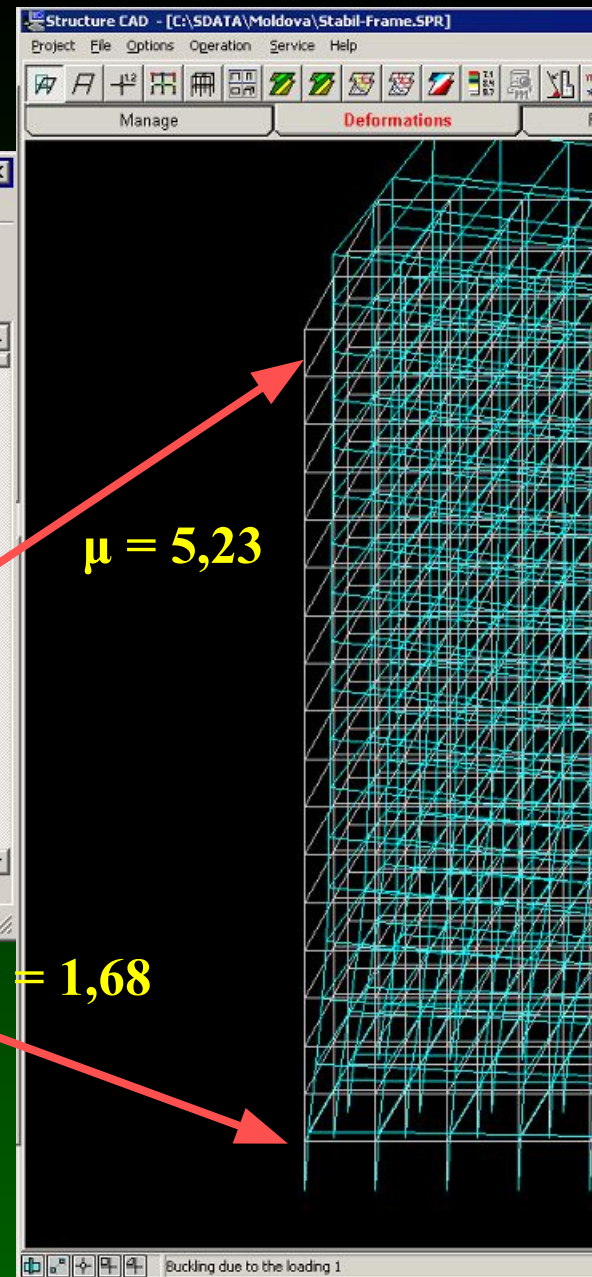 Structure CAD - [C:\SDATA\Moldova\Stabil-Frame.SPR]
Project File Options Operation Service Help
Manage Deformations
μ = 5,23
= 1,68
Buckling due to the loading 1